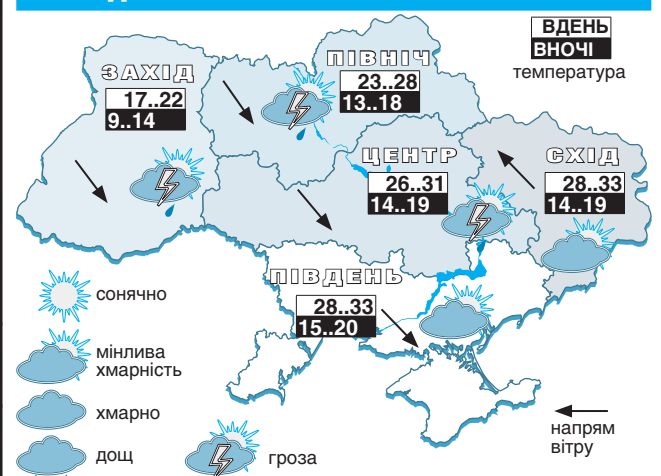 ВДЕНЬ
ВНОЧІ
температура
ПІВНІЧ
23..28
13..18
ЗАХІД
17..22
9..14
ЦЕНТР
26..31
14..19
СХІД
28..33
14..19
ПІВДЕНЬ
28..33
15..20
сонячно
мінлива
хмарність
хмарно
дощ
гроза
напрям
вітру